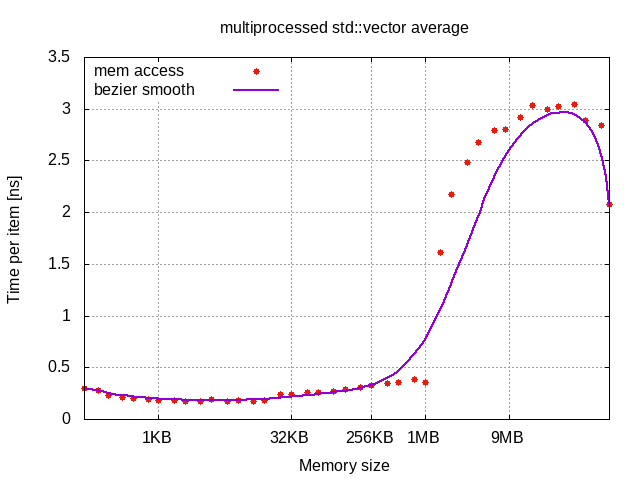 multiprocessed std::vector average
mem access
bezier smooth
3.5
3
2.5
2
1.5
1
0.5
0
Time per item [ns]
1KB 32KB 256KB 1MB 9MB
Memory size